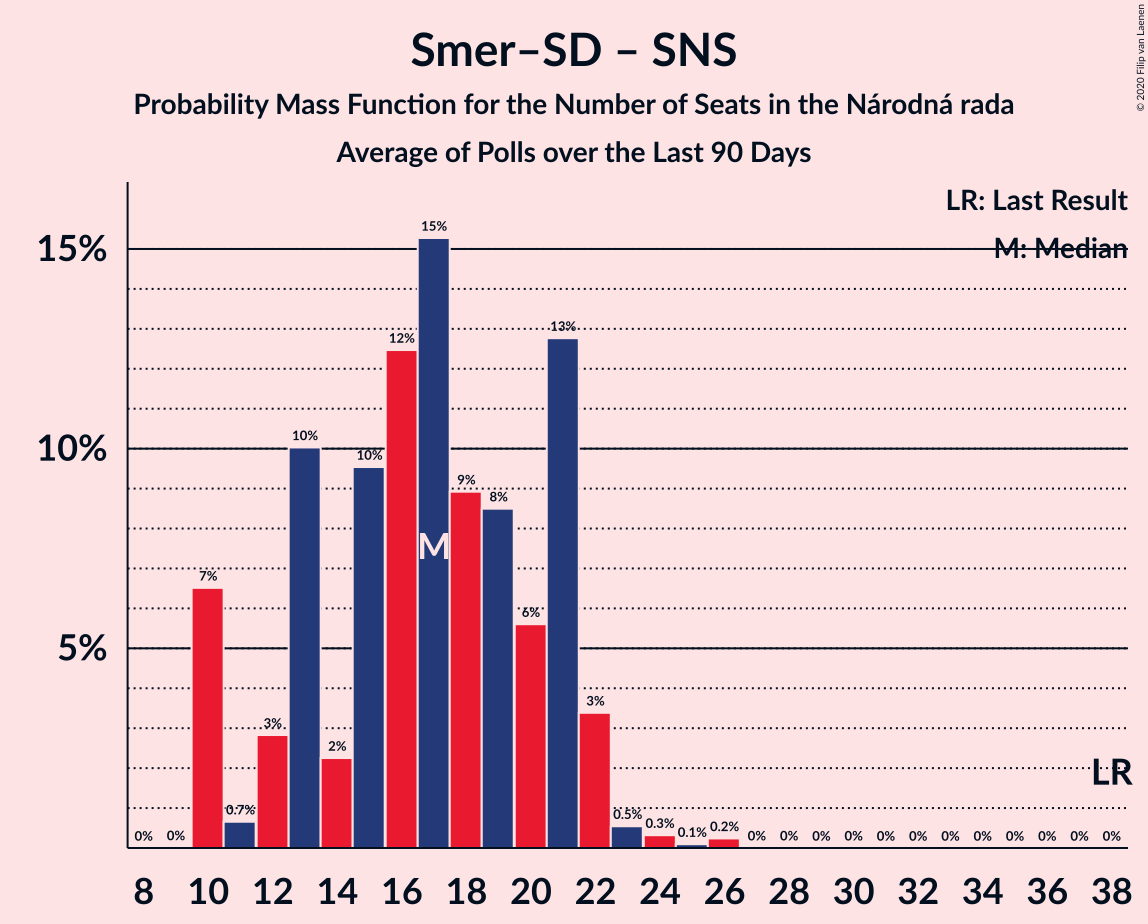 Smer–SD – SNS
Probability Mass Function for the Number of Seats in the Národná rada
Average of Polls over the Last 90 Days
© 2020 Filip van Laenen
LR: Last Result
M: Median
15%
10%
5%
0% 0% 7% 0.7% 3% 10% 2% 10% 12% 15% 9% 8% 6% 13% 3% 0.5% 0.3% 0.1% 0.2% 0% 0% 0% 0% 0% 0% 0% 0% 0% 0% 0% 0%
M
LR
8 10 12 14 16 18 20 22 24 26 28 30 32 34 36 38